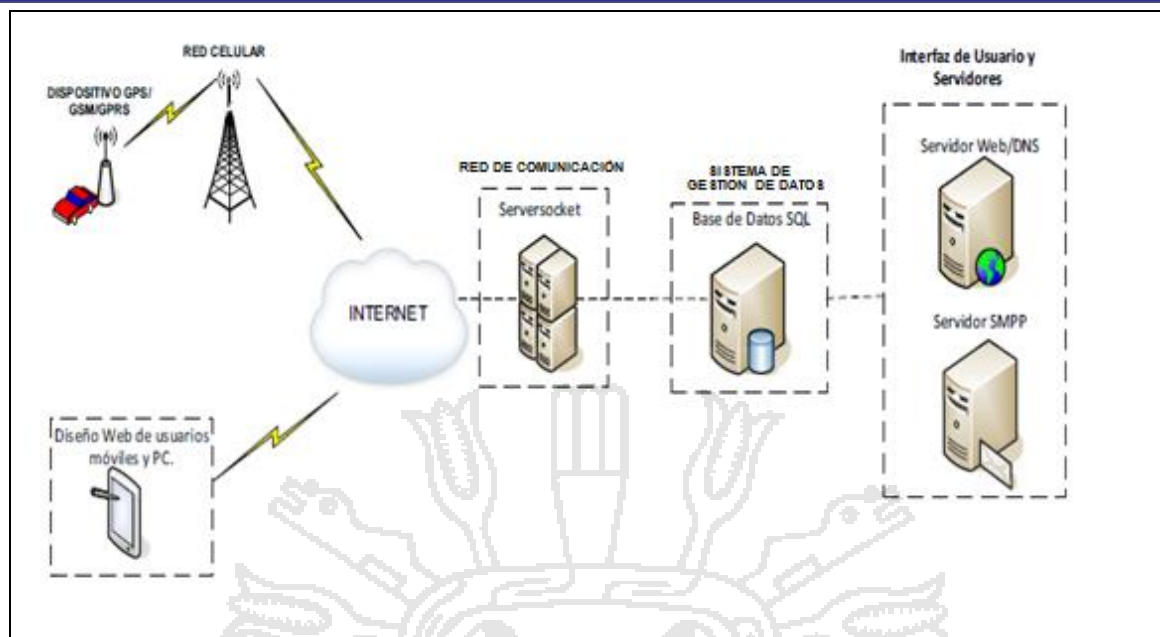 RED CELULAR
DISPOSITIVO GPS/
GSM/GPRS
Interfaz de Usuario y
Servidores
Servidor Web/DNS
RED DE COMUNICACIÓN
Serversocket
SISTEMA DE
GESTION DE DATOS
Base de Datos SQL
INTERNET
Servidor SMPP
Diseño Web de usuarios
móviles y PC.